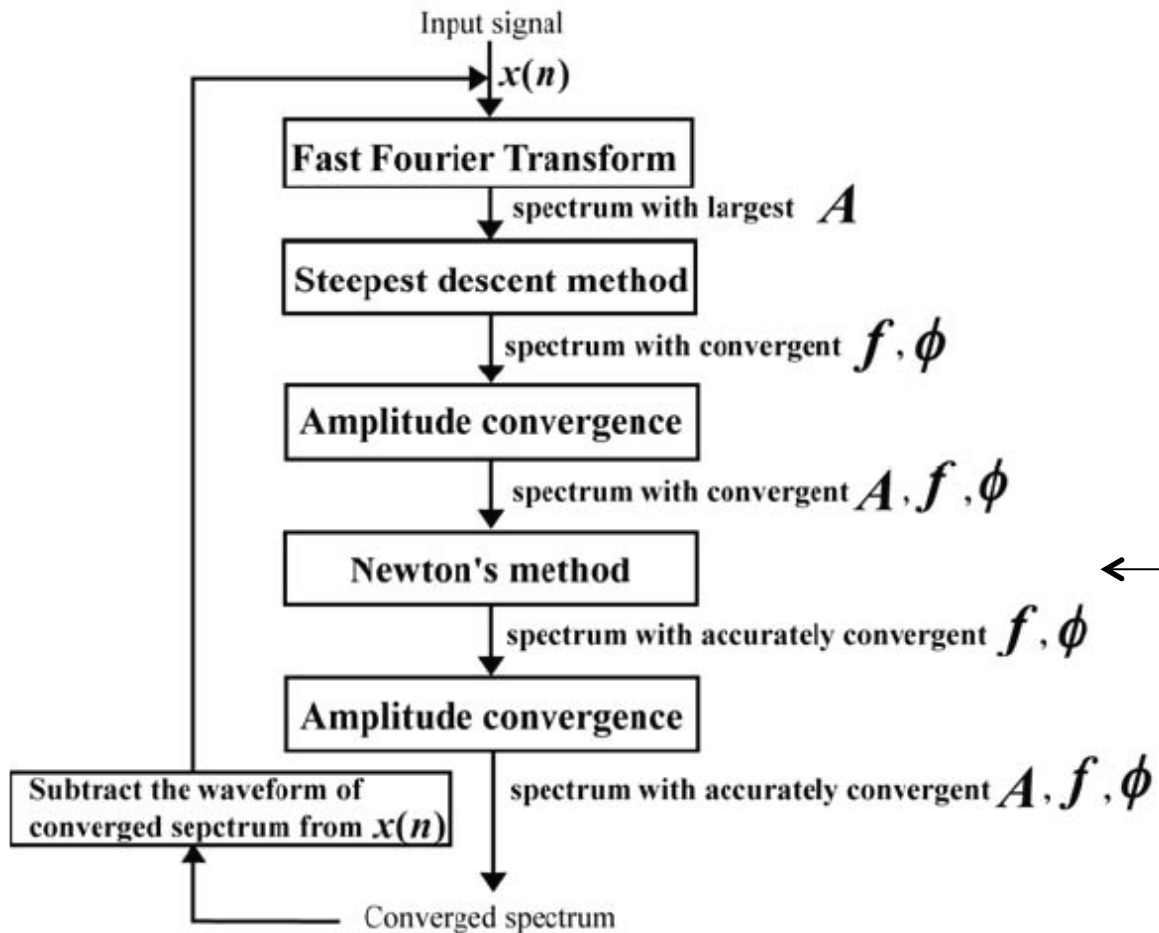 Input signal
x(n)
Fast Fourier Transform
spectrum with largest A
Steepest descent method
spectrum with convergent f , ϕ
Amplitude convergence
spectrum with convergent A , f , ϕ
Newton's method
spectrum with accurately convergent f , ϕ
Amplitude convergence
spectrum with accurately convergent A , f , ϕ
Subtract the waveform of
converged sepctrum from x(n)
Converged spectrum